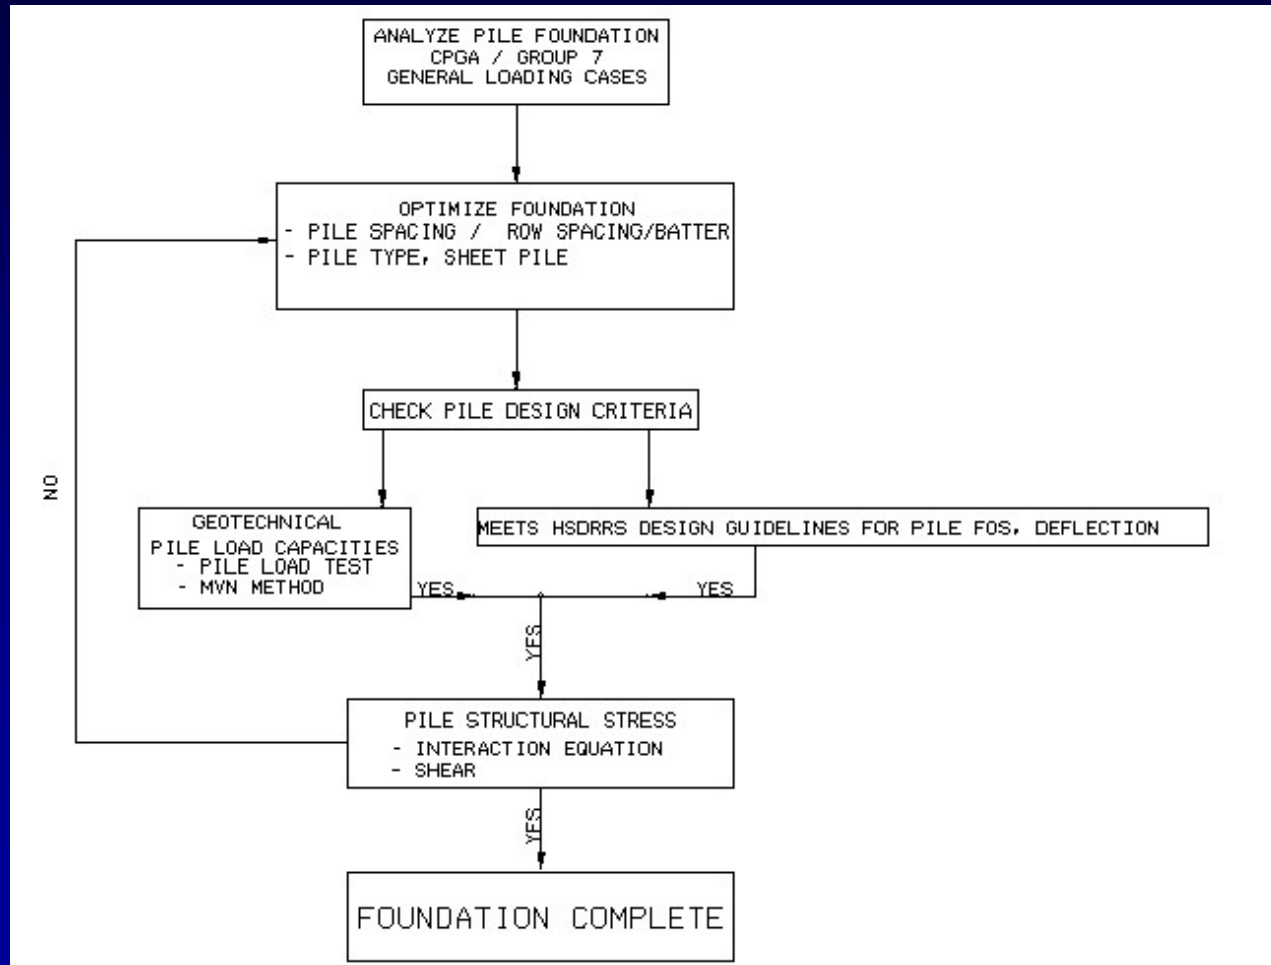 ANALYZE PILE FOUNDATION
CPGA / GROUP 7
GENERAL LOADING CASES
OPTIMIZE FOUNDATION
- PILE SPACING / ROW SPACING/BATTER
- PILE TYPE, SHEET PILE
CHECK PILE DESIGN CRITERIA
NO
GEOTECHNICAL
PILE LOAD CAPACITIES
- PILE LOAD TEST
- MVN METHOD
MEETS HSDRRS DESIGN GUIDELINES FOR PILE FOS, DEFLECTION
YES
YES
YES
PILE STRUCTURAL STRESS
- INTERACTION EQUATION
- SHEAR
YES
FOUNDATION COMPLETE